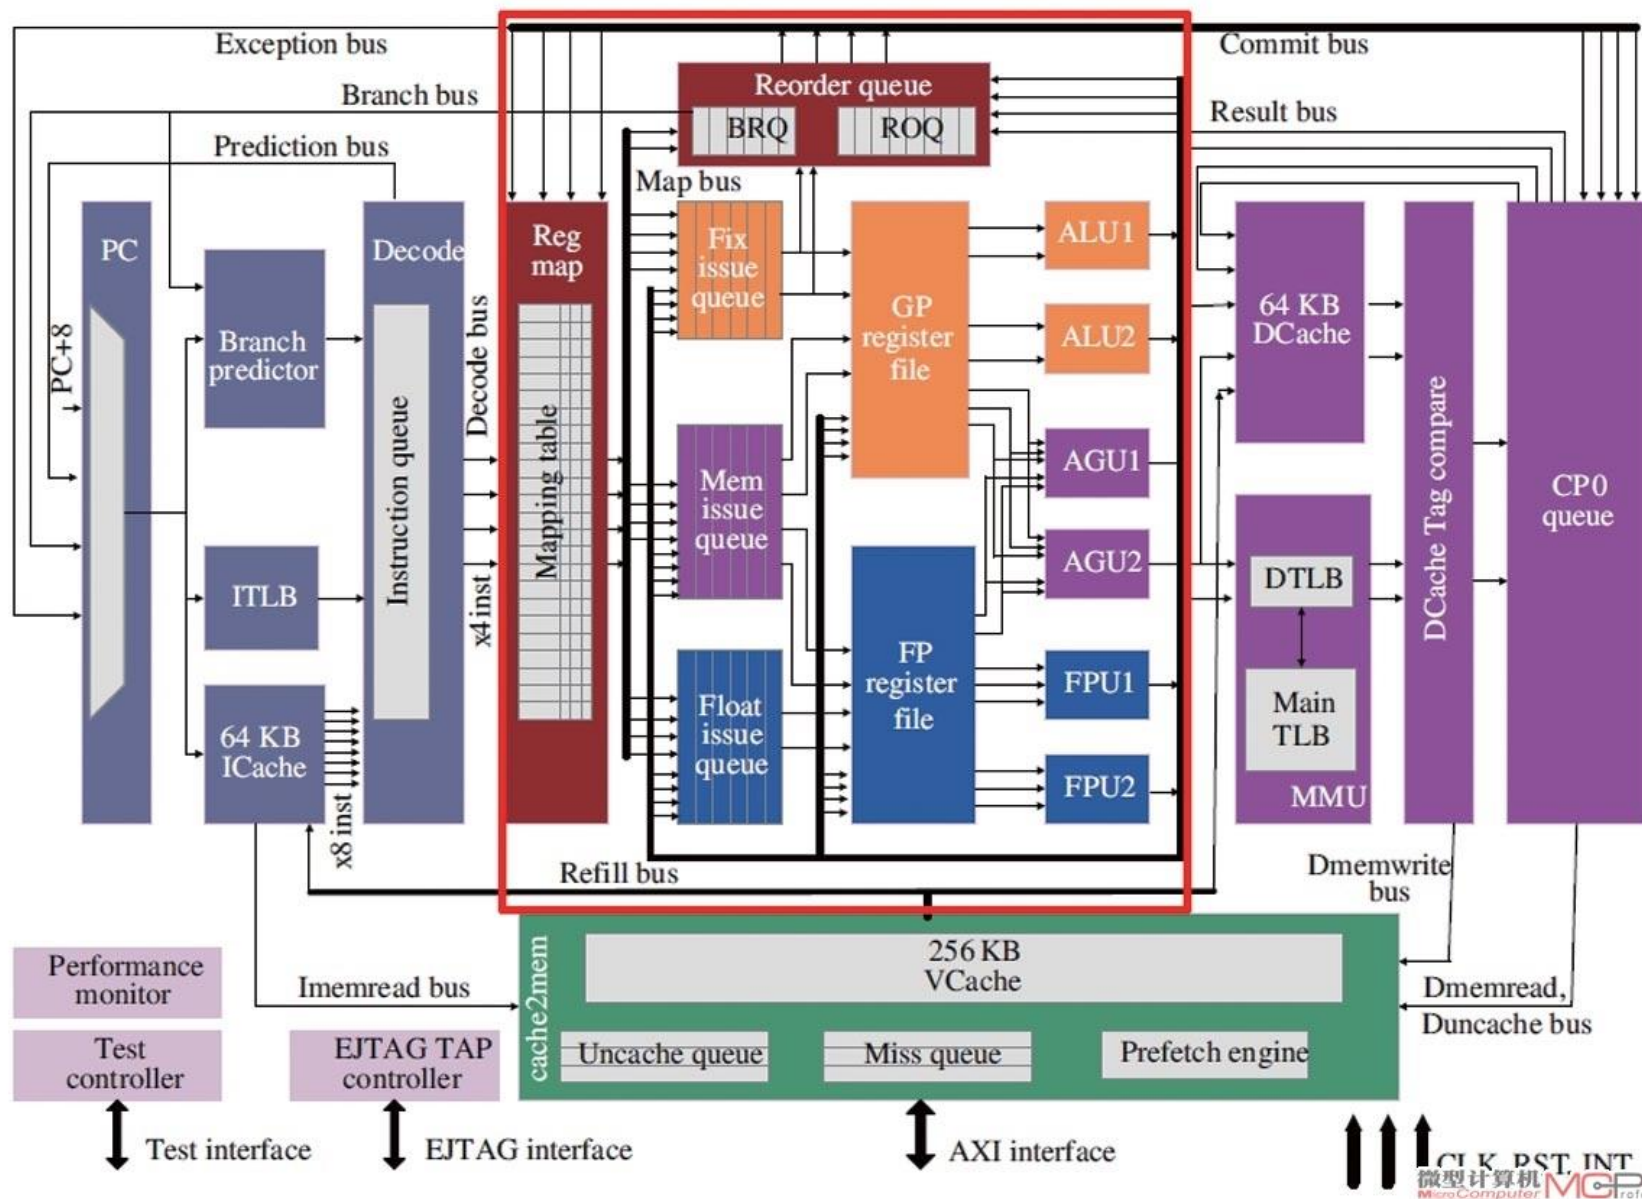 Exception bus
Commit bus
Reorder queue
Branch bus
BRQ
ROQ
Result bus
Prediction bus
Map bus
PC
Decode
Reg
map
Fix
issue
queue
ALU1
Branch
predictor
PC+8
Decode bus
GP
register
file
ALU2
64 KB
DCache
Instruction queue
Mapping table
Mem
issue
queue
AGU1
DCache Tag compare
CP0
queue
ITLB
x4 inst
AGU2
DTLB
FP
register
file
FPU1
Float
issue
queue
Main
TLB
64 KB
ICache
x8 inst
FPU2
MMU
Refill bus
Dmemwrite
bus
cache2mem
256 KB
VCache
Performance
monitor
Imemread bus
Dmemread,
Duncache bus
Test
controller
EJTAG TAP
controller
Uncache queue
Miss queue
Prefetch engine
Test interface
EJTAG interface
AXI interface
CLK, RST, INT
微型计算机
MicroComputer